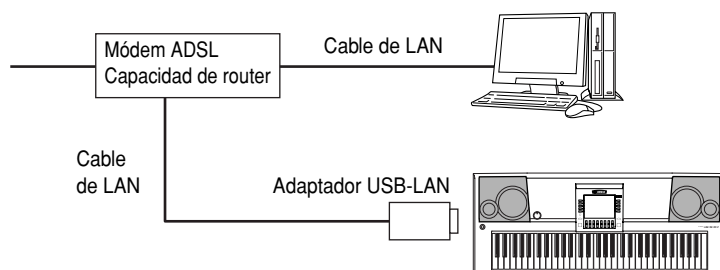 Módem ADSL
Capacidad de router
Cable de LAN
Cable
de LAN
Adaptador USB-LAN